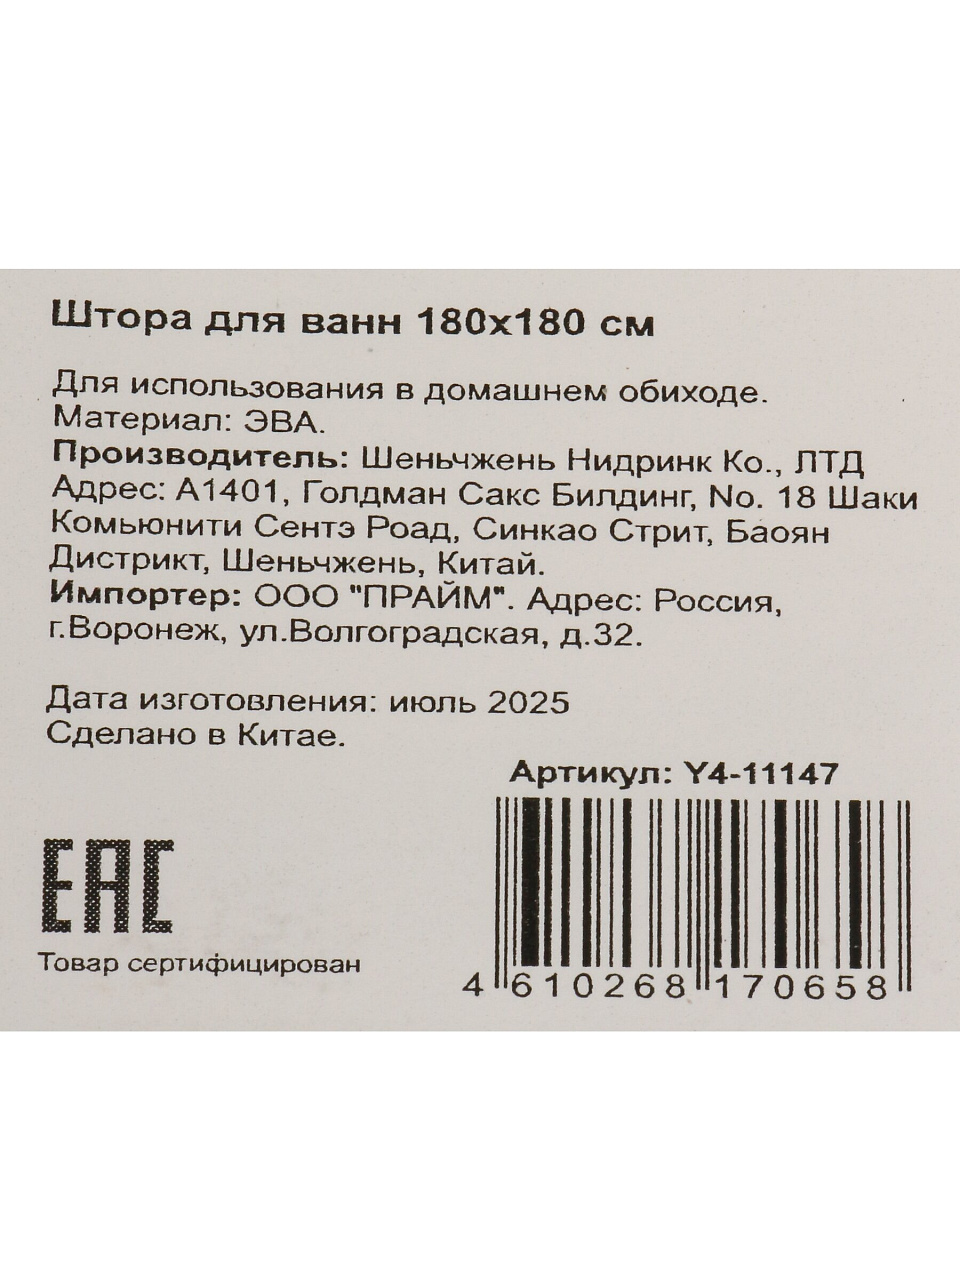 Штора для ванн 180х180 см
Для использования в домашнем обиходе.
Материал: ЭВА.
Производитель: Шеньчжень Нидринк Ко., ЛТД
Адрес: А1401, Голдман Сакс Билдинг, No. 18 Шаки
Комьюнити Сентэ Роад, Синкао Стрит, Баоян
Дистрикт, Шеньчжень, Китай.
Импортер: ООО "ПРАЙМ". Адрес: Россия,
г.Воронеж, ул.Волгоградская, д.32.
Дата изготовления: июль 2025
Сделано в Китае.
Артикул: Y4-11147
EAC
Товар сертифицирован
4 610268 170658